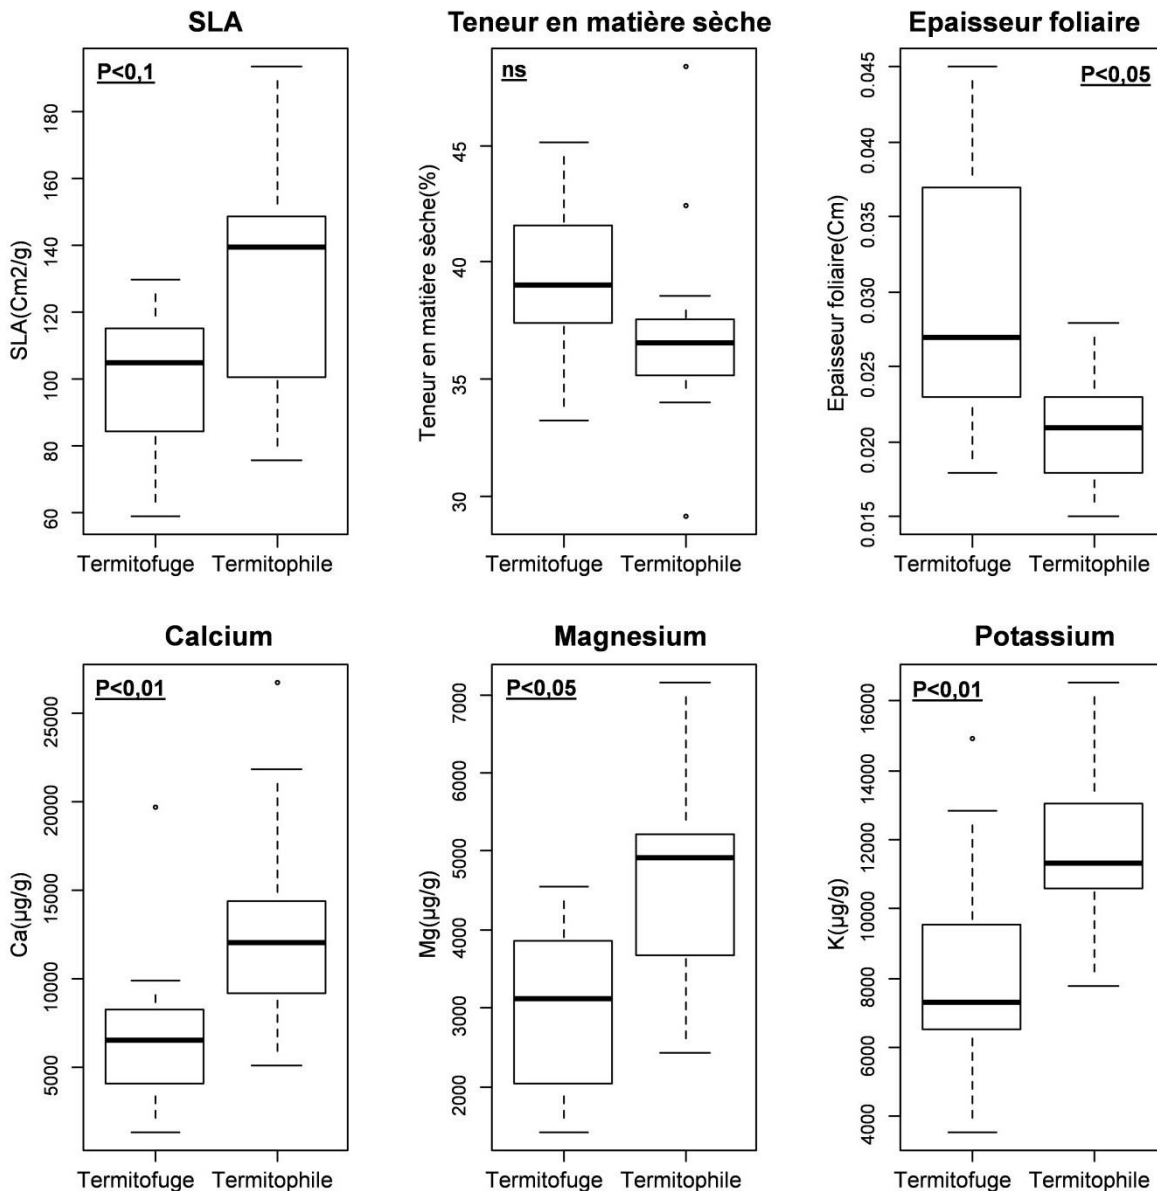 SLA
P<0,1
SLA(Cm2/g)
180
160
140
120
100
80
60
Termitofuge Termitophile
Teneur en matière sèche
ns
Teneur en matière sèche(%)
45
40
35
30
Termitofuge Termitophile
Epaisseur foliaire
P<0,05
Epaisseur foliaire(Cm)
0.045
0.040
0.035
0.030
0.025
0.020
0.015
Termitofuge Termitophile
Calcium
P<0,01
Ca(µg/g)
25000
20000
15000
10000
5000
Termitofuge Termitophile
Magnesium
P<0,05
Mg(µg/g)
7000
6000
5000
4000
3000
2000
Termitofuge Termitophile
Potassium
P<0,01
K(µg/g)
16000
14000
12000
10000
8000
6000
4000
Termitofuge Termitophile